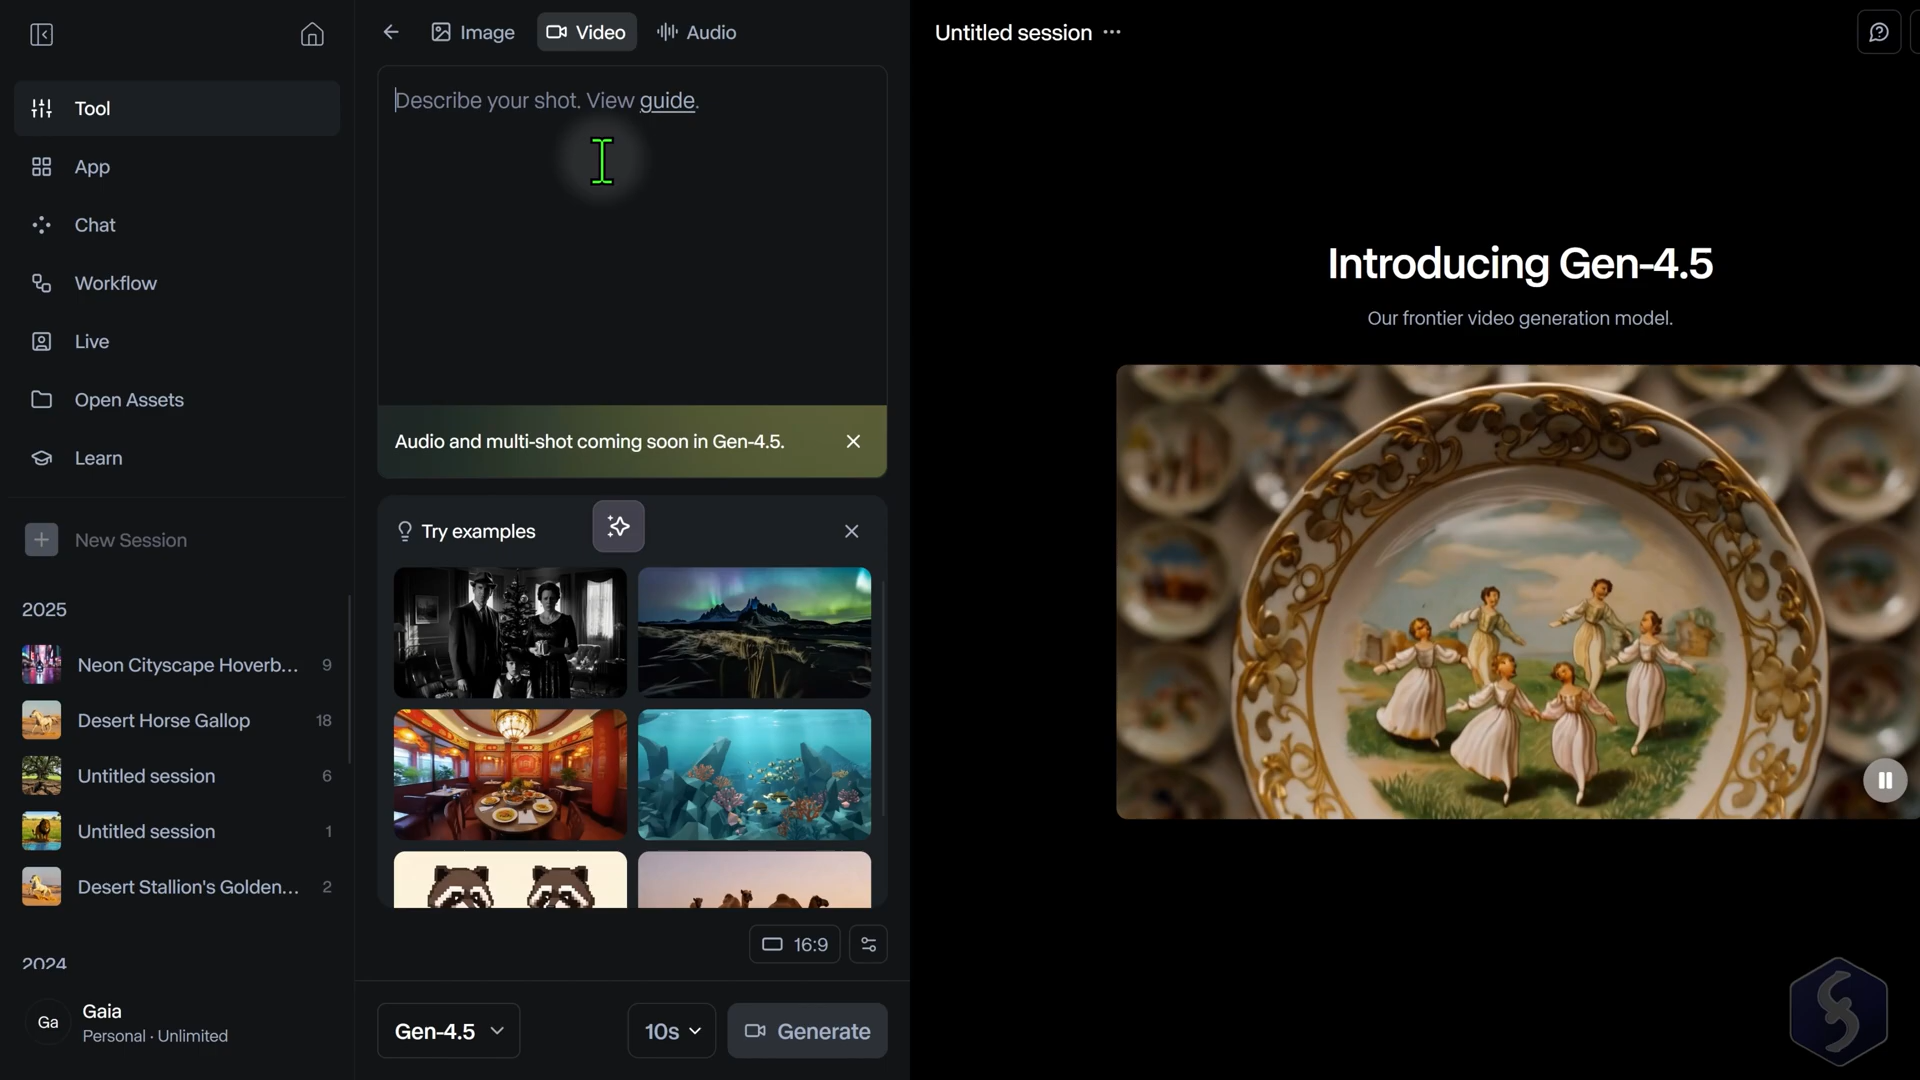 Tool
App
Chat
Workflow
Live
Open Assets
Learn
New Session
2025
Neon Cityscape Hoverb... 9
Desert Horse Gallop 18
Untitled session 6
Untitled session 1
Desert Stallion's Golden... 2
2024
Ga
Gaia
Personal · Unlimited
Image Video Audio
Describe your shot. View guide.
Audio and multi-shot coming soon in Gen-4.5.
Try examples
16:9
Gen-4.5 10s Generate
Untitled session ...
Introducing Gen-4.5
Our frontier video generation model.